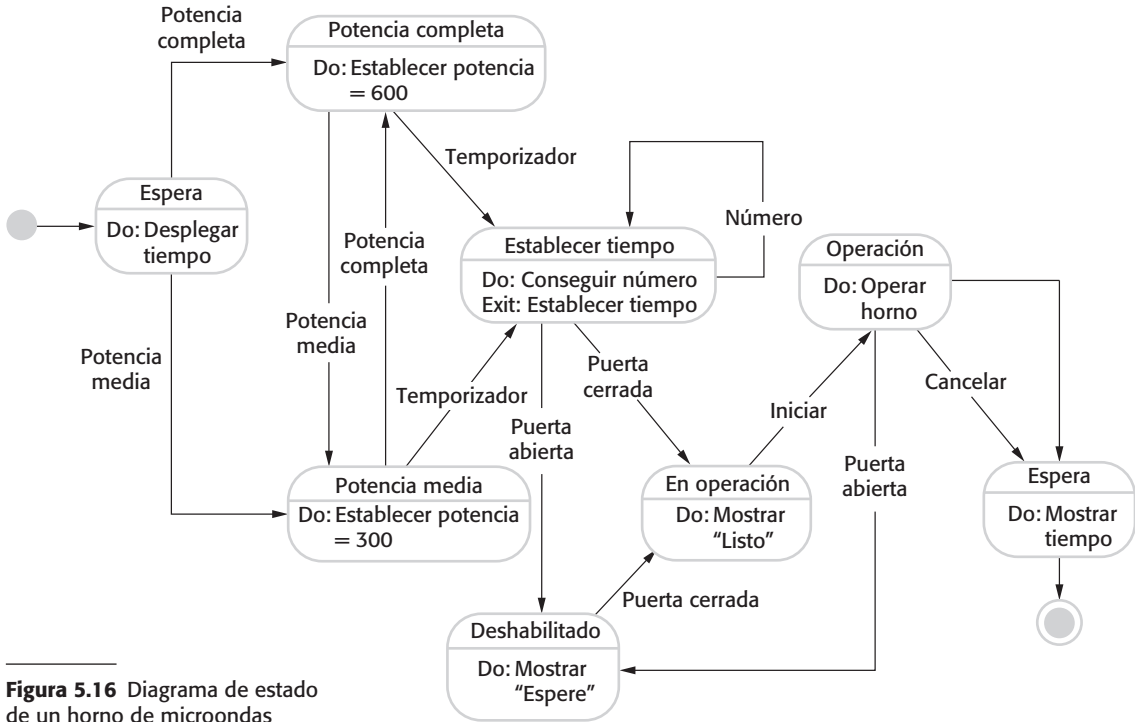 Potencia
completa
Potencia completa
Do: Establecer potencia
= 600
Temporizador
Espera
Do: Desplegar
tiempo
Potencia
completa
Número
Establecer tiempo
Do: Conseguir número
Exit: Establecer tiempo
Operación
Do: Operar
horno
Potencia
media
Potencia
media
Temporizador
Puerta
cerrada
Puerta
abierta
Iniciar
Cancelar
Puerta
abierta
Potencia media
Do: Establecer potencia
= 300
En operación
Do: Mostrar
“Listo”
Espera
Do: Mostrar
tiempo
Puerta cerrada
Deshabilitado
Do: Mostrar
“Espere”
Figura 5.16 Diagrama de estado
de un horno de microondas